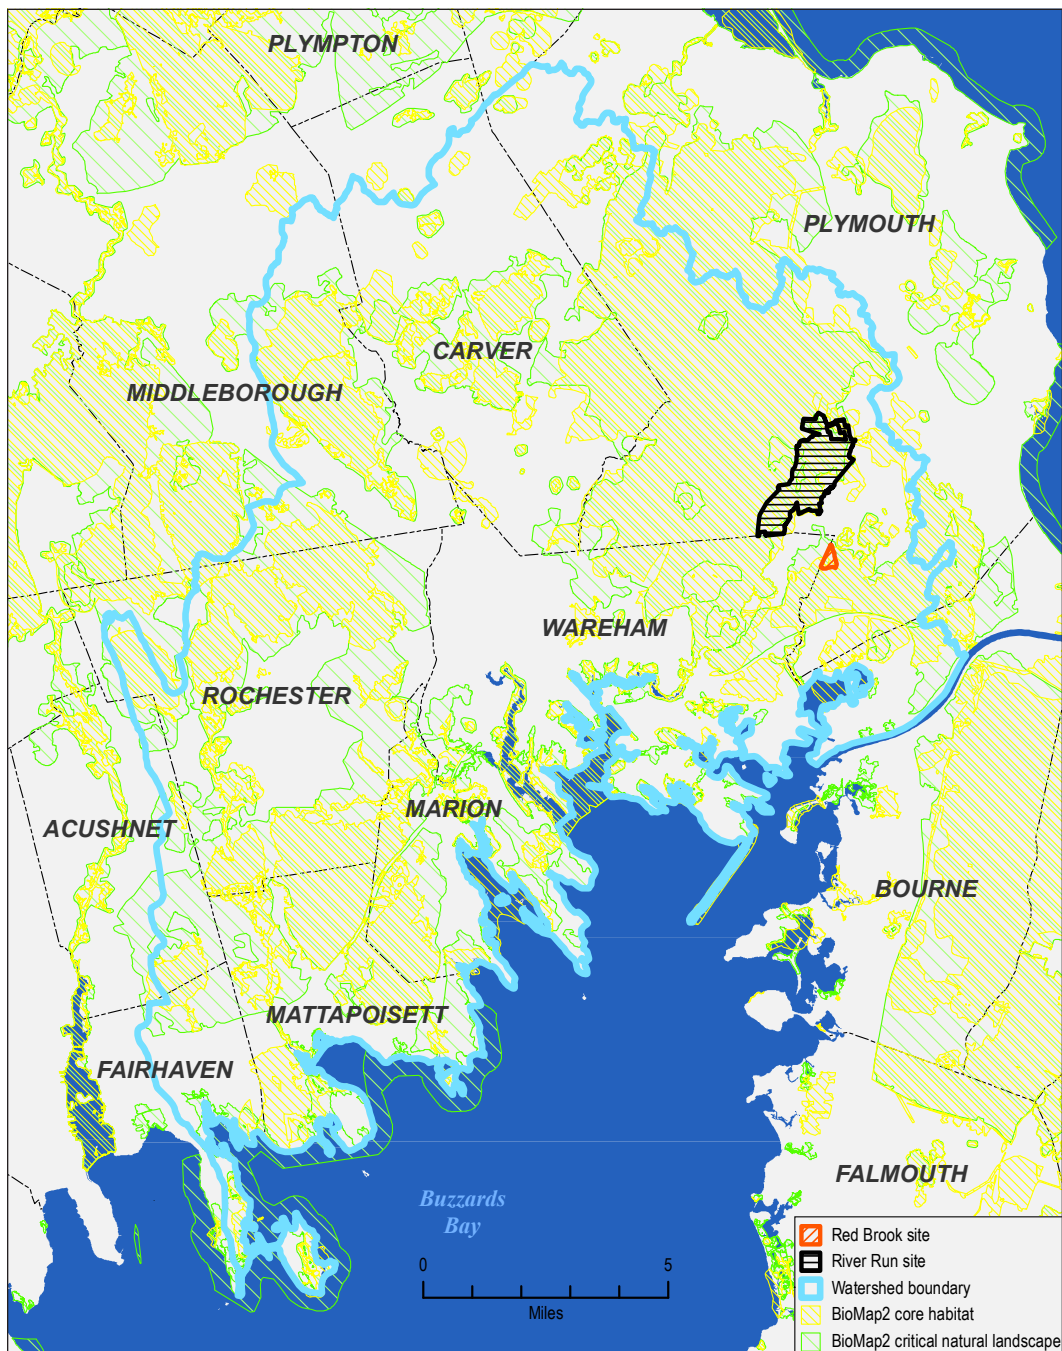 PLYMPTON
PLYMOUTH
CARVER
MIDDLEBOROUGH
WAREHAM
ROCHESTER
MARION
ACUSHNET
BOURNE
MATTAPOISETT
FAIRHAVEN
FALMOUTH
Buzzards
Bay
0 5
Miles
Red Brook site
River Run site
Watershed boundary
BioMap2 core habitat
BioMap2 critical natural landscape